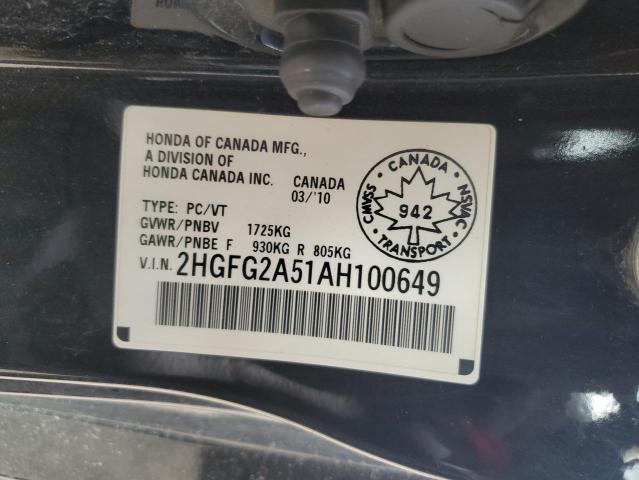 HONDA OF CANADA MFG.,
A DIVISION OF
HONDA CANADA INC. CANADA
03/'10
TYPE: PC/VT
GVWR/PNBV 1725KG
GAWR/PNBE F 930KG R 805KG
V.I.N. 2HGFG2A51AH100649
CANADA
CMVSS
NSVAC
942
TRANSPORT